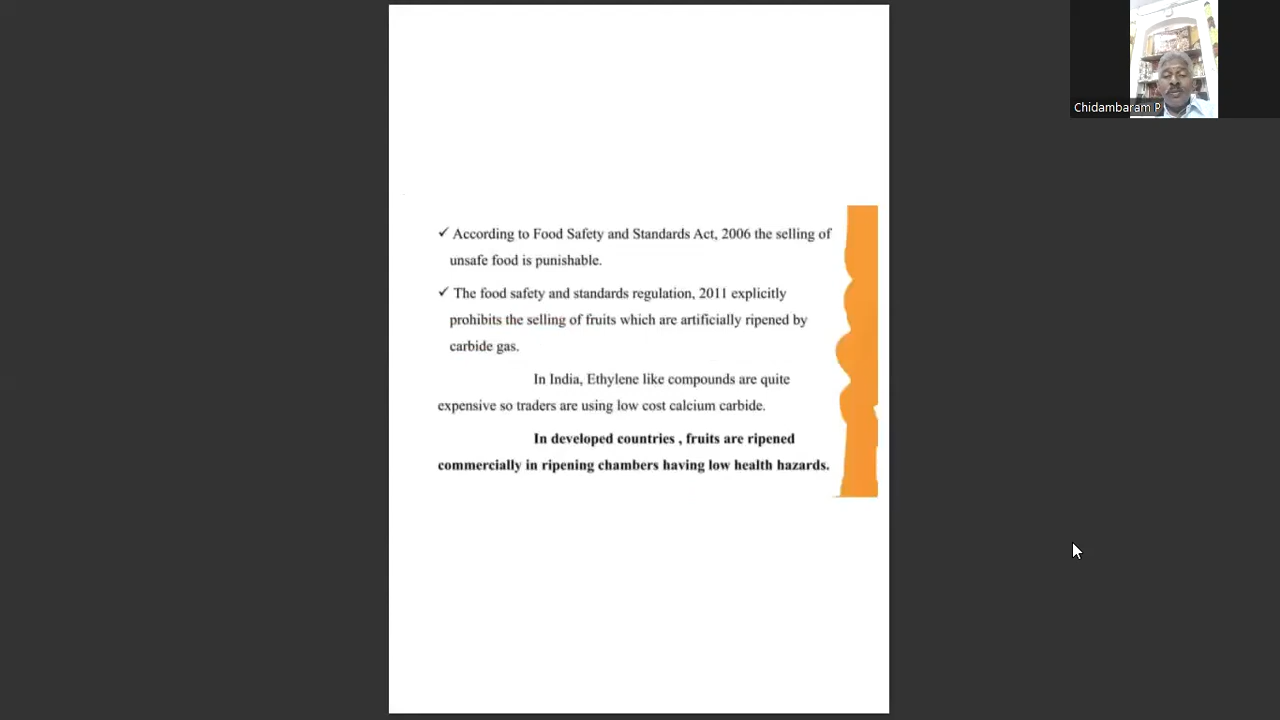 Chidambaram P
✓ According to Food Safety and Standards Act, 2006 the selling of
unsafe food is punishable.
✓ The food safety and standards regulation, 2011 explicitly
prohibits the selling of fruits which are artificially ripened by
carbide gas.
In India, Ethylene like compounds are quite
expensive so traders are using low cost calcium carbide.
In developed countries , fruits are ripened
commercially in ripening chambers having low health hazards.